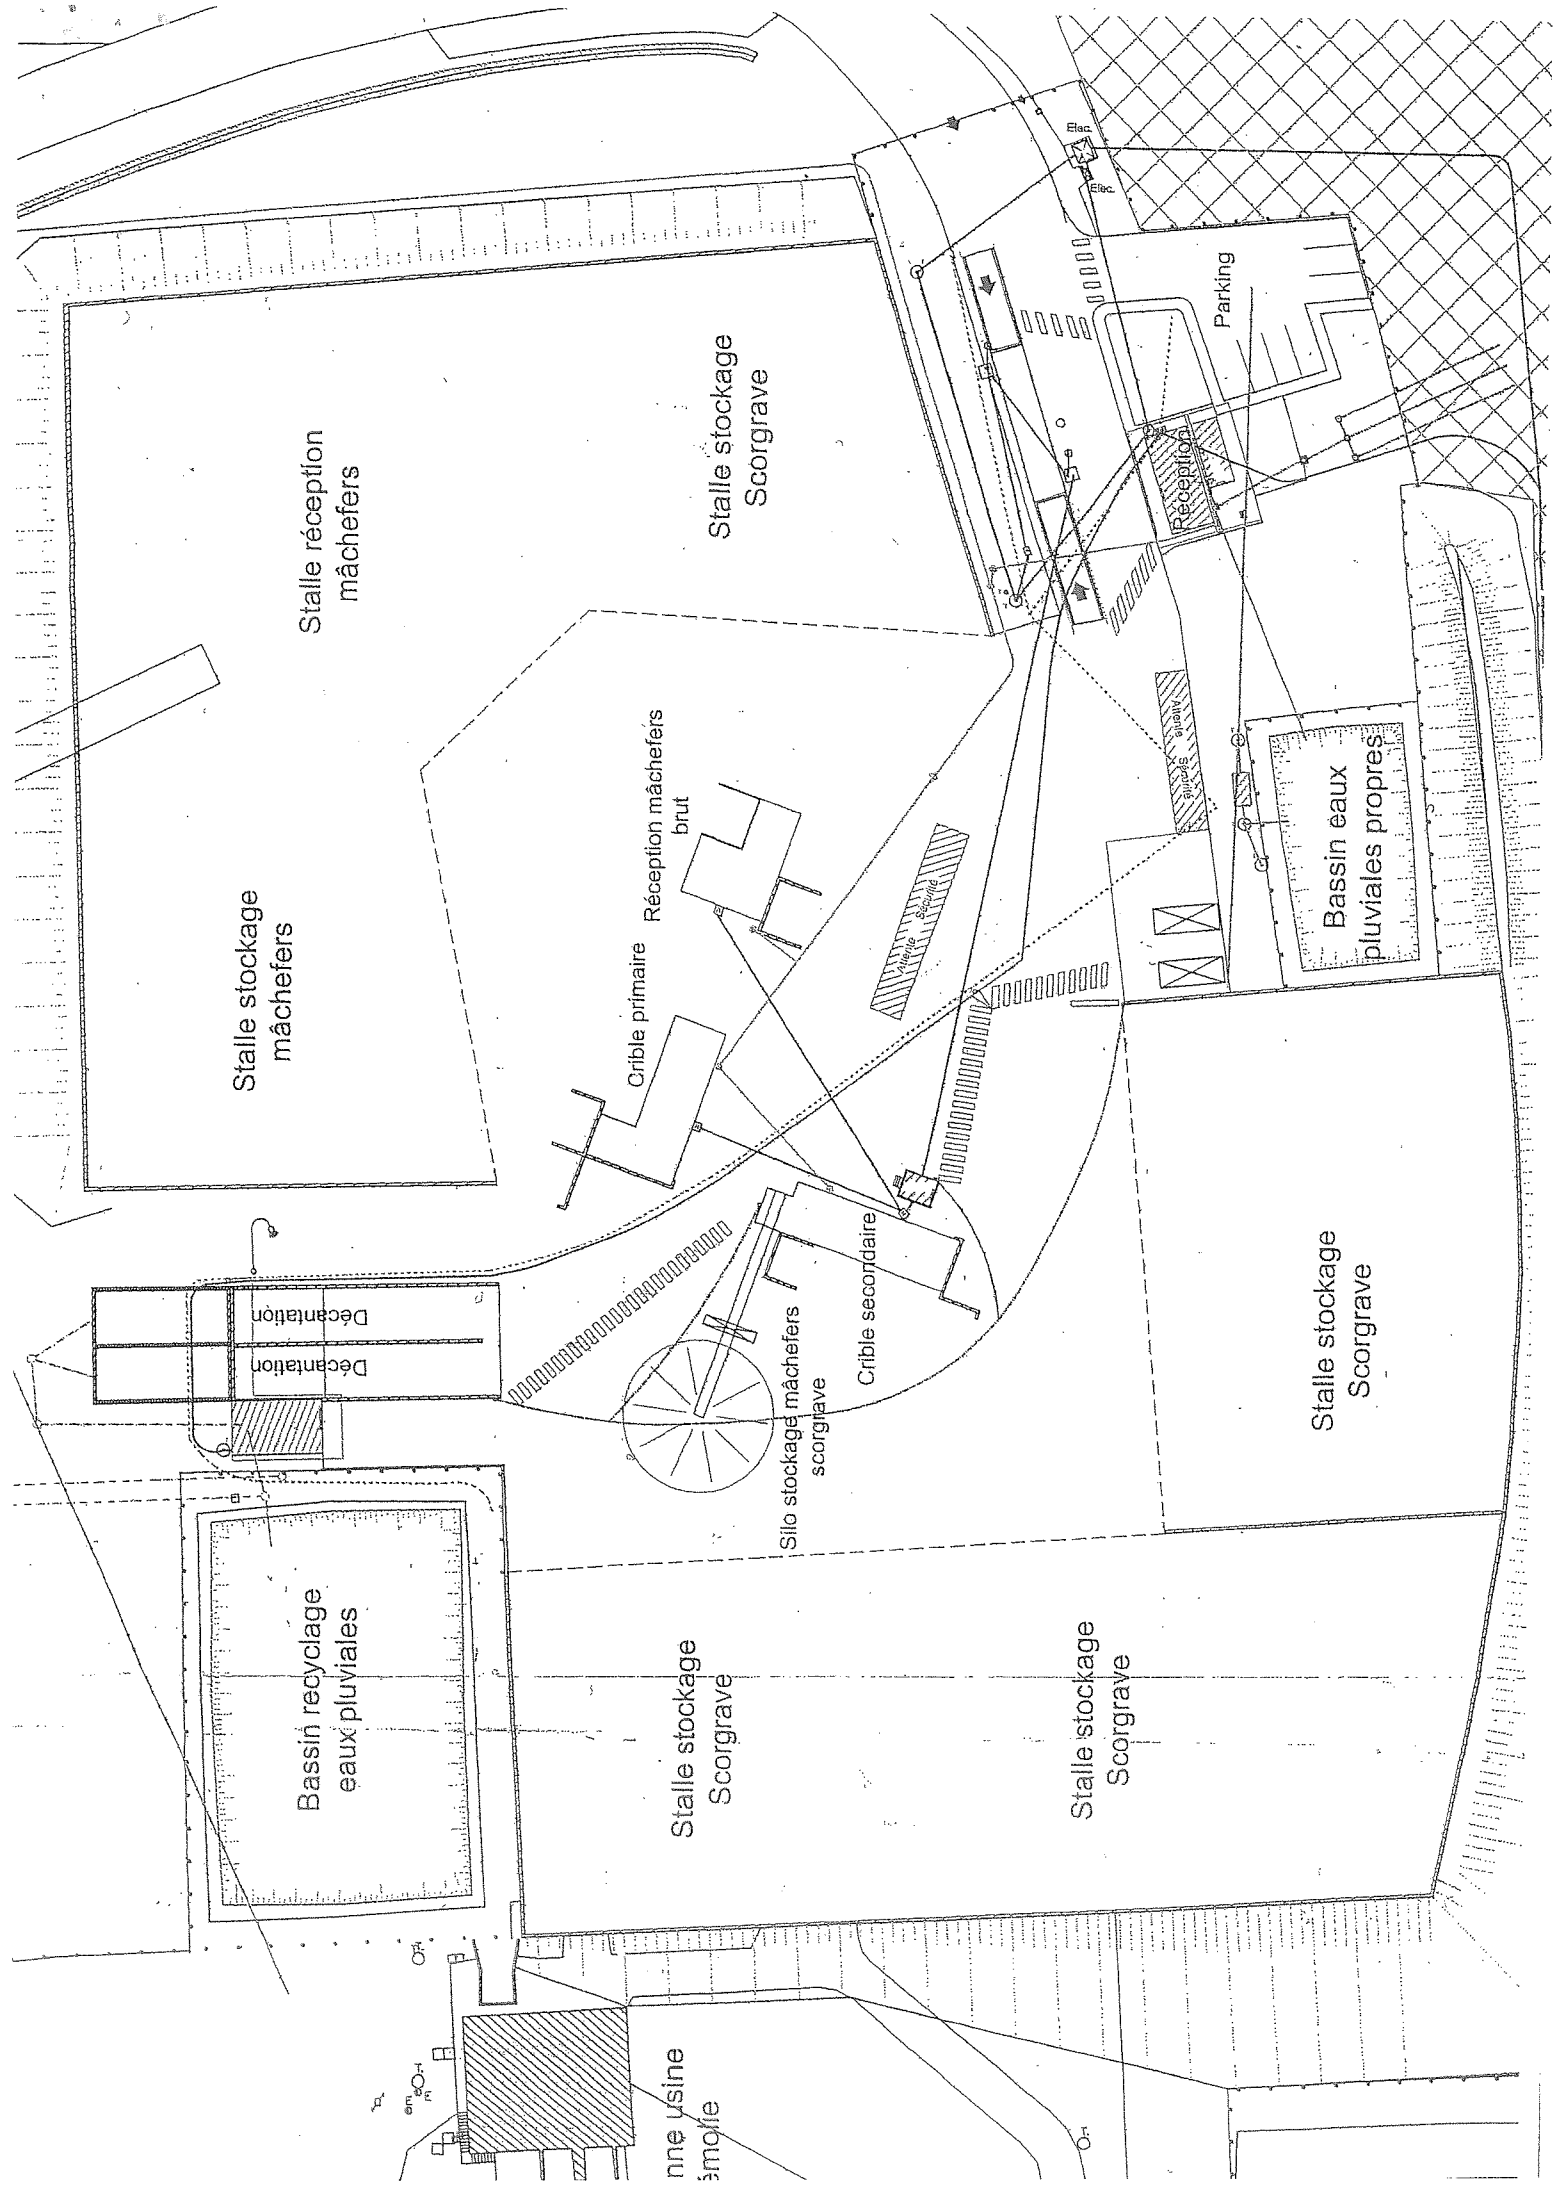 Elec.
Elec.
Parking
Stalle stockage
Scorgrave
Stalle réception
mâchefers
Réception
Attente
Sécurité
Réception mâchefers
brut
Bassin eaux
pluviales propres
Attente
Sécurité
Stalle stockage
mâchefers
Crible primaire
Stalle stockage
Scorgrave
Crible secondaire
Décantation
Décantation
Silo stockage mâchefers
scorgrave
Bassin recyclage
eaux pluviales
Stalle stockage
Scorgrave
Stalle stockage
Scorgrave
nne usine
émolie